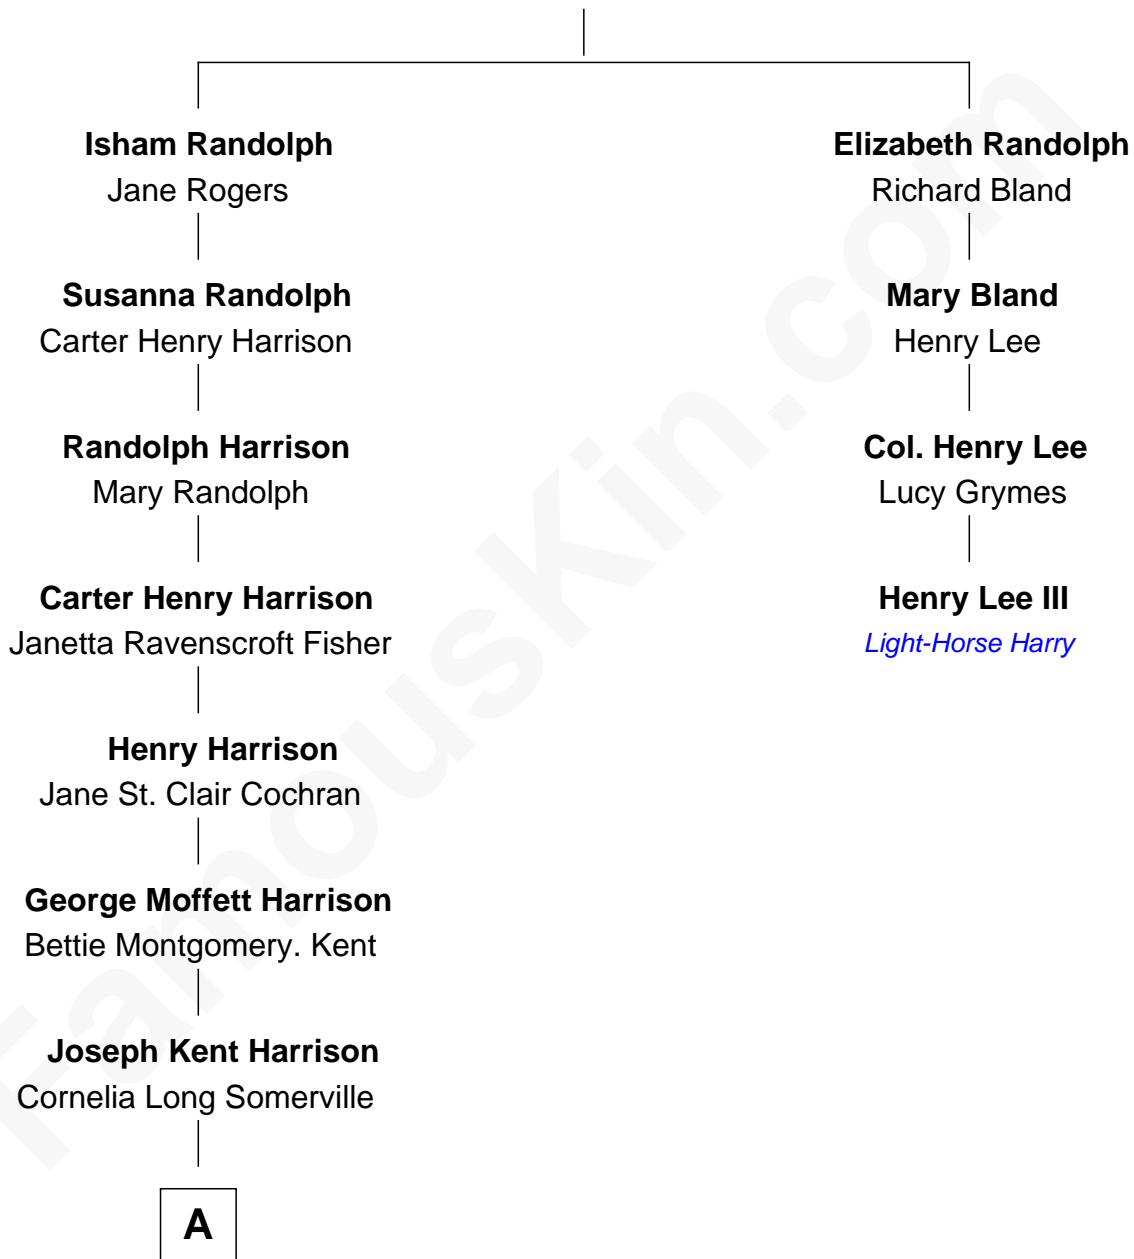 Isham Randolph
Jane Rogers
Susanna Randolph
Carter Henry Harrison
Randolph Harrison
Mary Randolph
Carter Henry Harrison
Janetta Ravenscroft Fisher
Henry Harrison
Jane St. Clair Cochran
George Moffett Harrison
Bettie Montgomery. Kent
Joseph Kent Harrison
Cornelia Long Somerville
A
Elizabeth Randolph
Richard Bland
Mary Bland
Henry Lee
Col. Henry Lee
Lucy Grymes
Henry Lee III
Light-Horse Harry
FamousKin.com